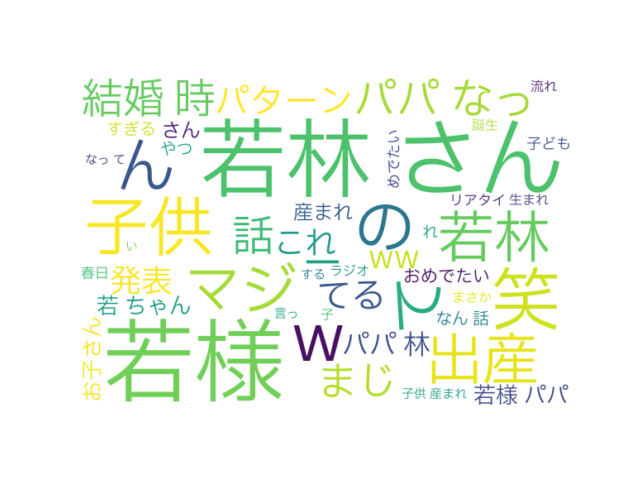 結婚 時
パターン
パパ なっ
流れ
すぎる
さん
若林 さん
誕生
やつ
ん
めでたい
子ども
なっ て
子供
産まれ
の
リアタイ
生まれ
話
これ
れ
若林
い
ー
ww
春日
発表
マジ
する
ラジオ
てる
おめでたい
ト
まさか
笑
若 ちゃん
言っ
子
なん 話
お子さん
若様
w
パパ 林
出産
まじ
子供 産まれ
若様 パパ